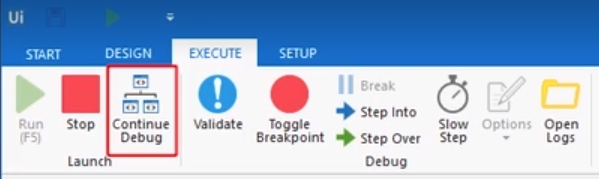 Ui
START DESIGN EXECUTE SETUP
Run
(F5)
Stop
Continue
Debug
Launch
Validate
Toggle
Breakpoint
Break
Step Into
Step Over
Slow
Step
Options
Open
Logs
Debug